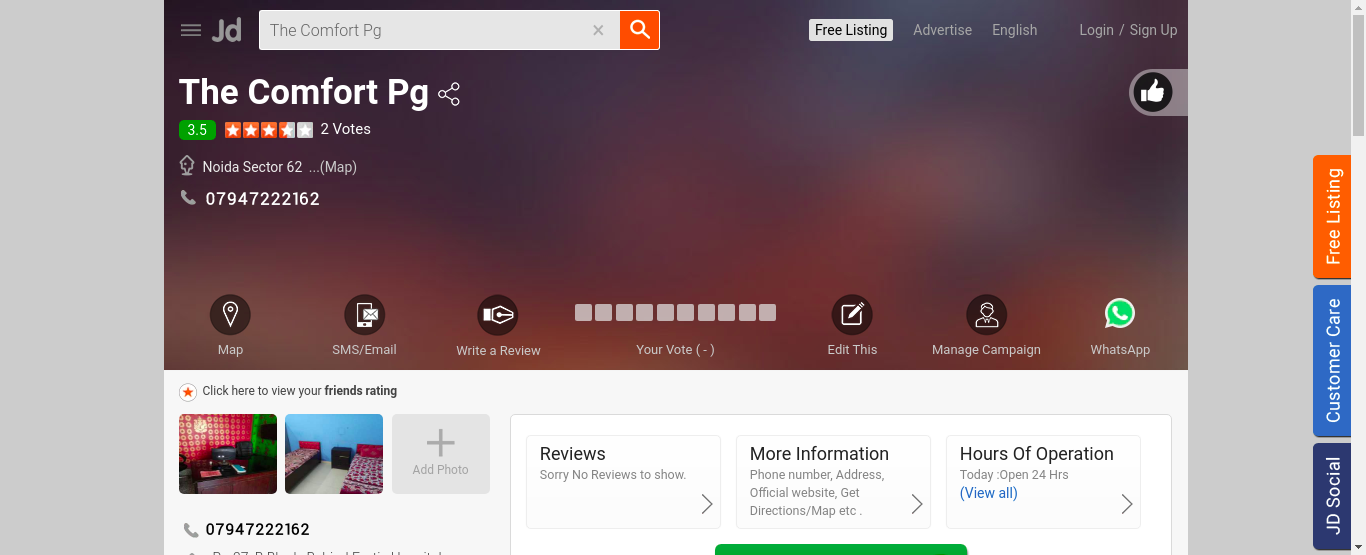 Jd
The Comfort Pg
Free Listing
Advertise
English
Login / Sign Up
The Comfort Pg
3.5
2 Votes
Noida Sector 62 ...(Map)
07947222162
Map
SMS/Email
Write a Review
Your Vote ( - )
Edit This
Manage Campaign
WhatsApp
Click here to view your friends rating
Add Photo
Reviews
Sorry No Reviews to show.
More Information
Phone number, Address,
Official website, Get
Directions/Map etc .
Hours Of Operation
Today :Open 24 Hrs
(View all)
07947222162
Free Listing
Customer Care
JD Social